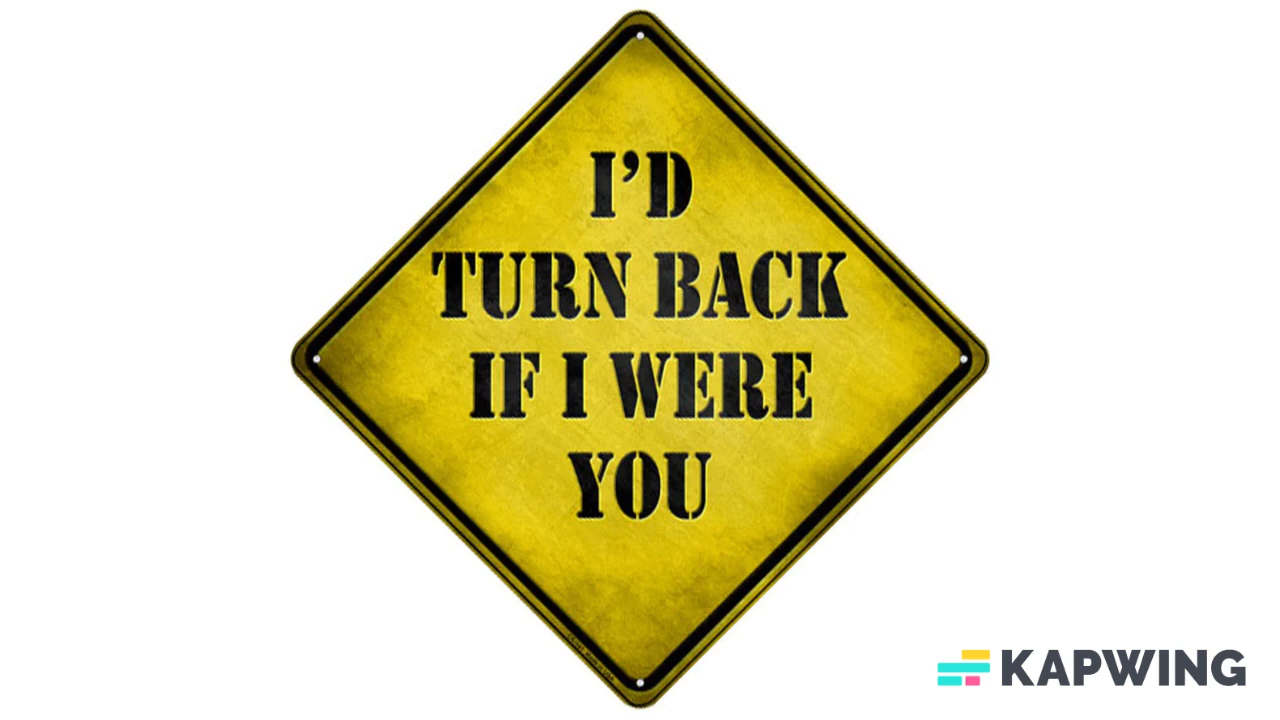 I’D
TURN BACK
IF I WERE
YOU
KAPWING